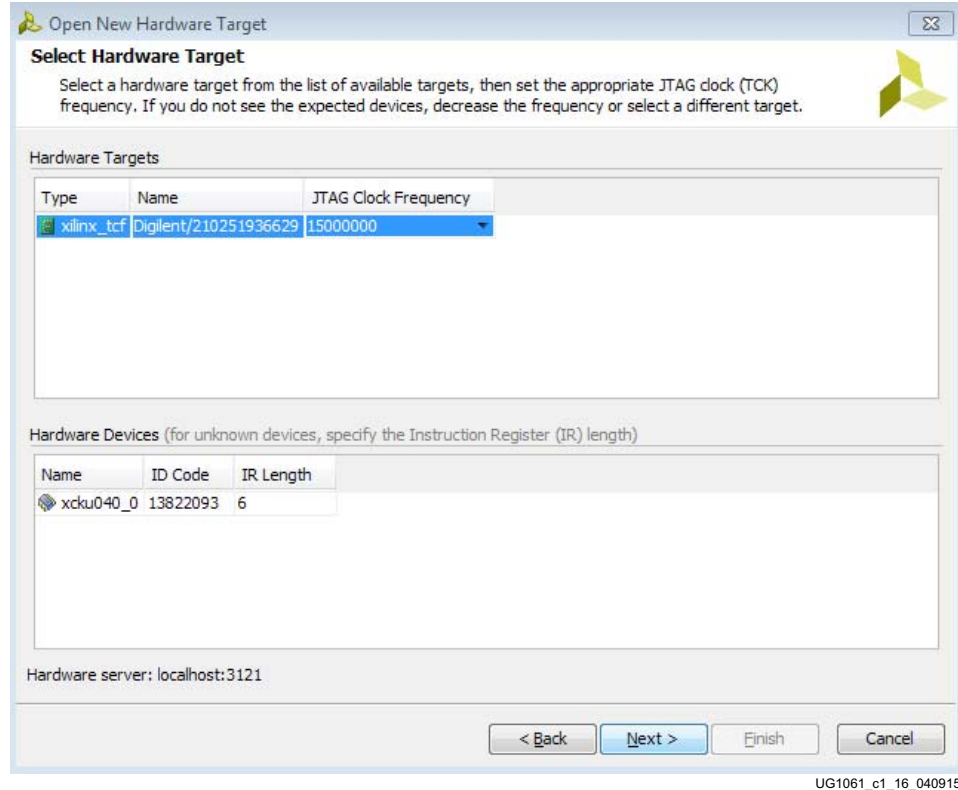 Open New Hardware Target
Select Hardware Target
Select a hardware target from the list of available targets, then set the appropriate JTAG clock (TCK)
frequency. If you do not see the expected devices, decrease the frequency or select a different target.
Hardware Targets
Type Name JTAG Clock Frequency
xilinx_tcf Digilent/210251936629 15000000
Hardware Devices (for unknown devices, specify the Instruction Register (IR) length)
Name ID Code IR Length
xcku040_0 13822093 6
Hardware server: localhost:3121
< Back Next > Finish Cancel
UG1061_c1_16_040915